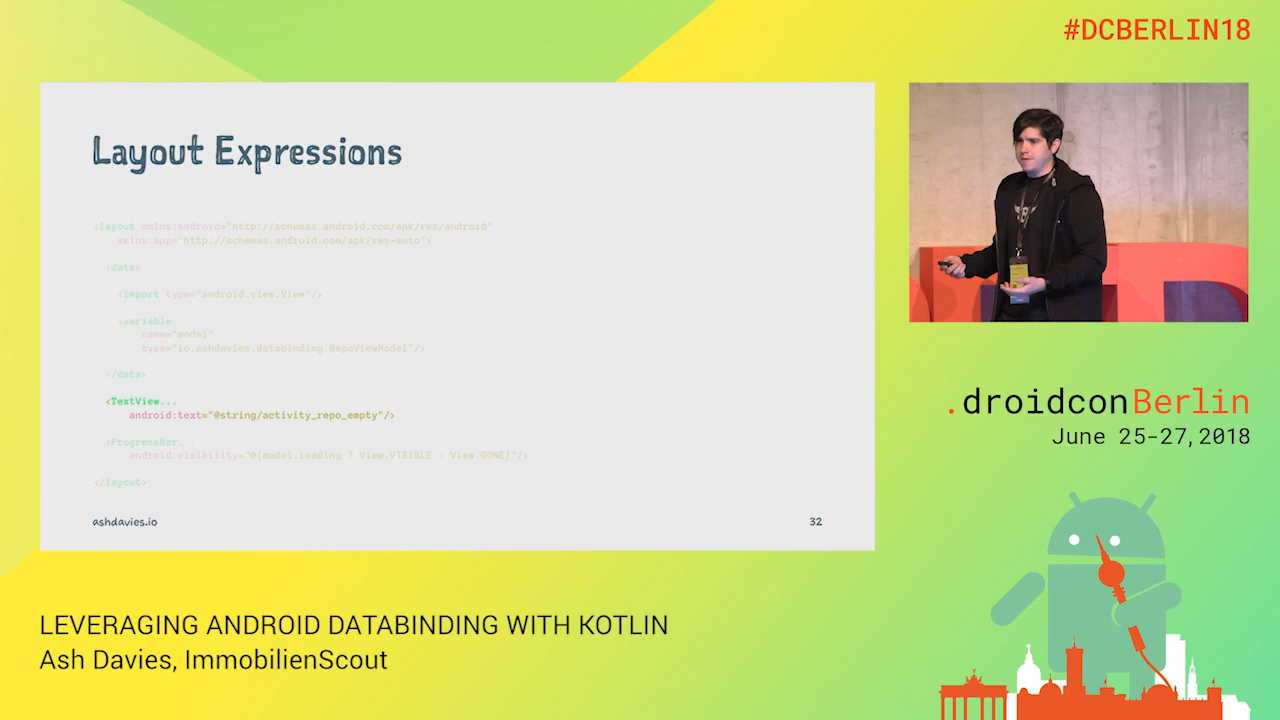 #DCBERLIN18
Layout Expressions
<layout xmlns:android="http://schemas.android.com/apk/res/android"
xmlns:app="http://schemas.android.com/apk/res-auto">
<data>
<import type="android.view.View"/>
<variable
name="model"
type="io.ashdavies.databinding.RepoViewModel"/>
</data>
<TextView...
android:text="@string/activity_repo_empty"/>
<ProgressBar...
android:visibility="@{model.loading ? View.VISIBLE : View.GONE}"/>
</layout>
ashdavies.io
32
.droidconBerlin
June 25-27, 2018
LEVERAGING ANDROID DATABINDING WITH KOTLIN
Ash Davies, ImmobilienScout